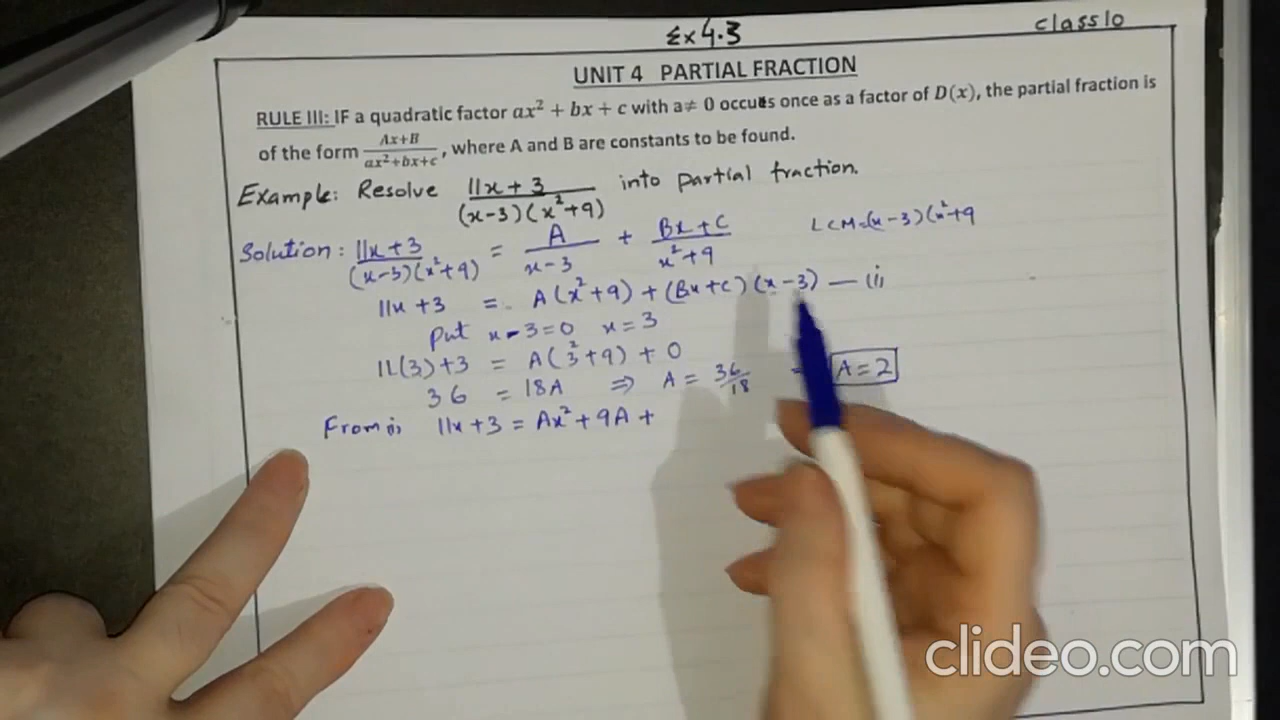 Ex 4.3
class 10
UNIT 4 PARTIAL FRACTION
RULE III: IF a quadratic factor ax² + bx + c with a≠ 0 occurs once as a factor of D(x), the partial fraction is
of the form (Ax+B)/(ax²+bx+c), where A and B are constants to be found.
Example: Resolve (11x + 3)/((x-3)(x²+9)) into partial fraction.
Solution: (11x+3)/((x-3)(x²+9)) = A/(x-3) + (Bx+C)/(x²+9) LCM=(x-3)(x²+9
11x+3 = A(x²+9)+(Bx+C)(x-3) — (i)
Put x-3=0 x=3
11(3)+3 = A(3²+9)+0
36 = 18A ⇒ A = 36/18 A=2
From (i) 11x+3 = Ax²+9A+
clideo.com